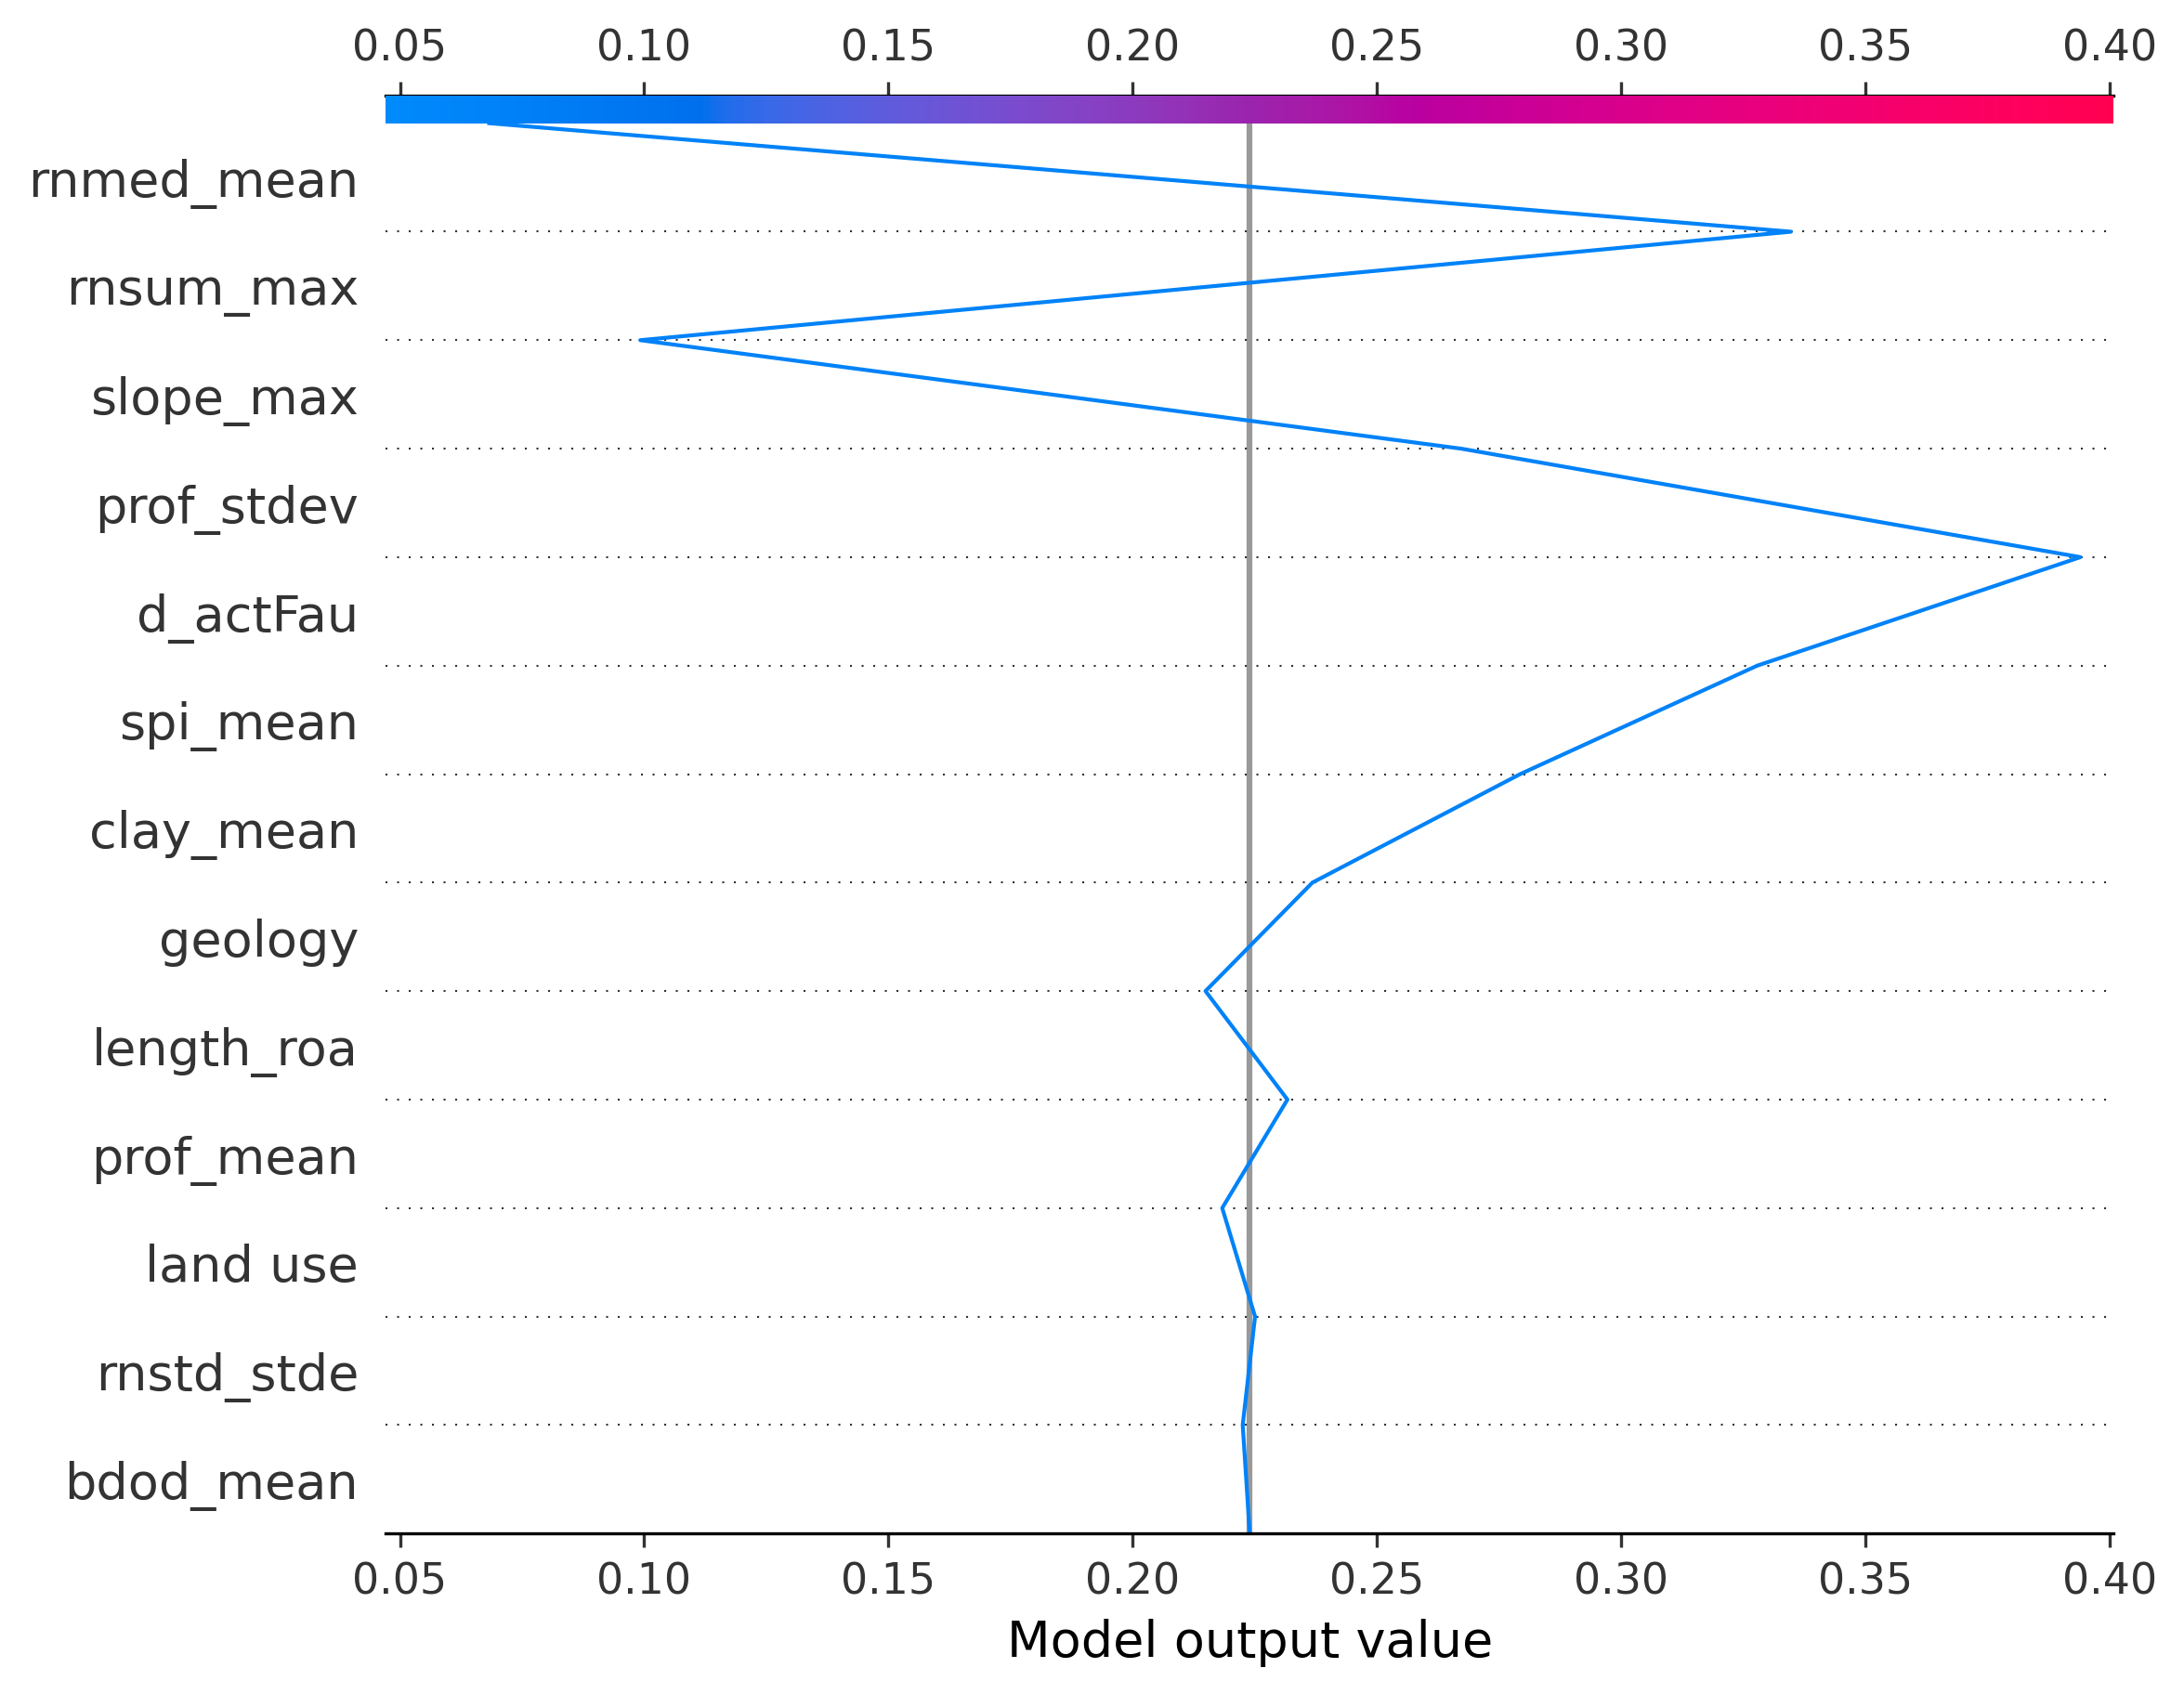 0.05 0.10 0.15 0.20 0.25 0.30 0.35 0.40
rnmed_mean
rnsum_max
slope_max
prof_stdev
d_actFau
spi_mean
clay_mean
geology
length_roa
prof_mean
land use
rnstd_stde
bdod_mean
0.05 0.10 0.15 0.20 0.25 0.30 0.35 0.40
Model output value